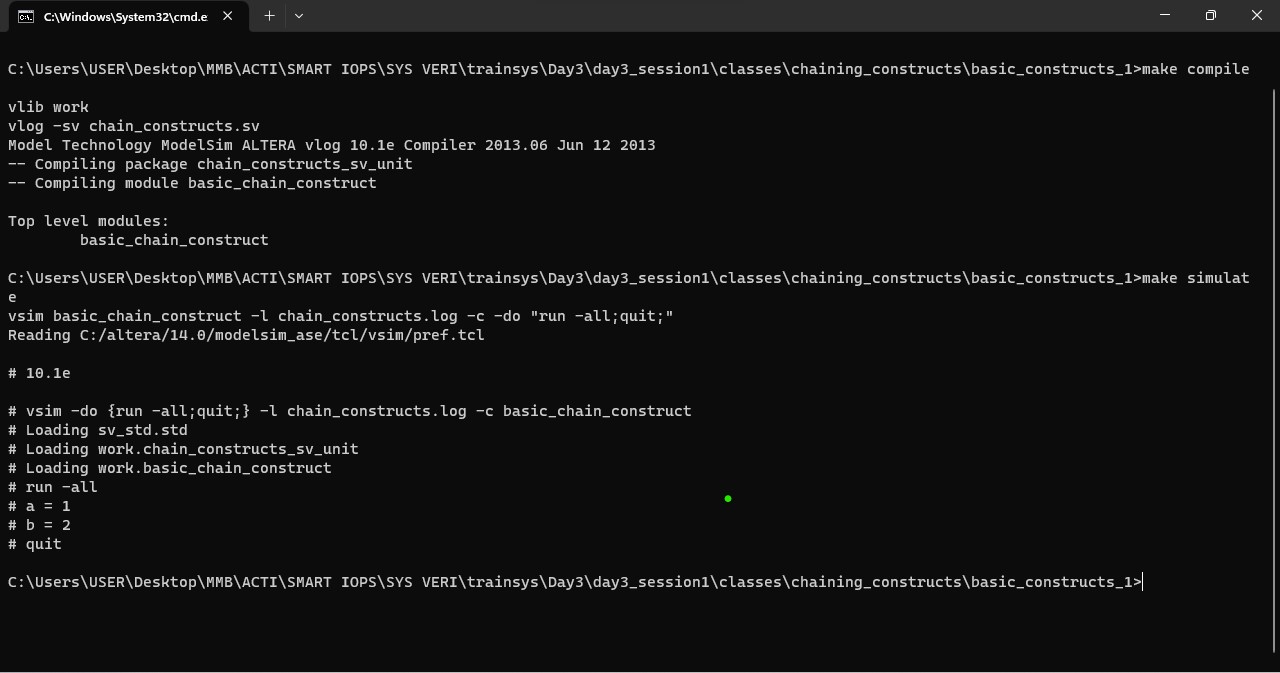 C:\Windows\System32\cmd.e
C:\Users\USER\Desktop\MMB\ACTI\SMART IOPS\SYS VERI\trainsys\Day3\day3_session1\classes\chaining_constructs\basic_constructs_1>make compile
vlib work
vlog -sv chain_constructs.sv
Model Technology ModelSim ALTERA vlog 10.1e Compiler 2013.06 Jun 12 2013
-- Compiling package chain_constructs_sv_unit
-- Compiling module basic_chain_construct
Top level modules:
basic_chain_construct
C:\Users\USER\Desktop\MMB\ACTI\SMART IOPS\SYS VERI\trainsys\Day3\day3_session1\classes\chaining_constructs\basic_constructs_1>make simulat
e
vsim basic_chain_construct -l chain_constructs.log -c -do "run -all;quit;"
Reading C:/altera/14.0/modelsim_ase/tcl/vsim/pref.tcl
# 10.1e
# vsim -do {run -all;quit;} -l chain_constructs.log -c basic_chain_construct
# Loading sv_std.std
# Loading work.chain_constructs_sv_unit
# Loading work.basic_chain_construct
# run -all
# a = 1
# b = 2
# quit
C:\Users\USER\Desktop\MMB\ACTI\SMART IOPS\SYS VERI\trainsys\Day3\day3_session1\classes\chaining_constructs\basic_constructs_1>